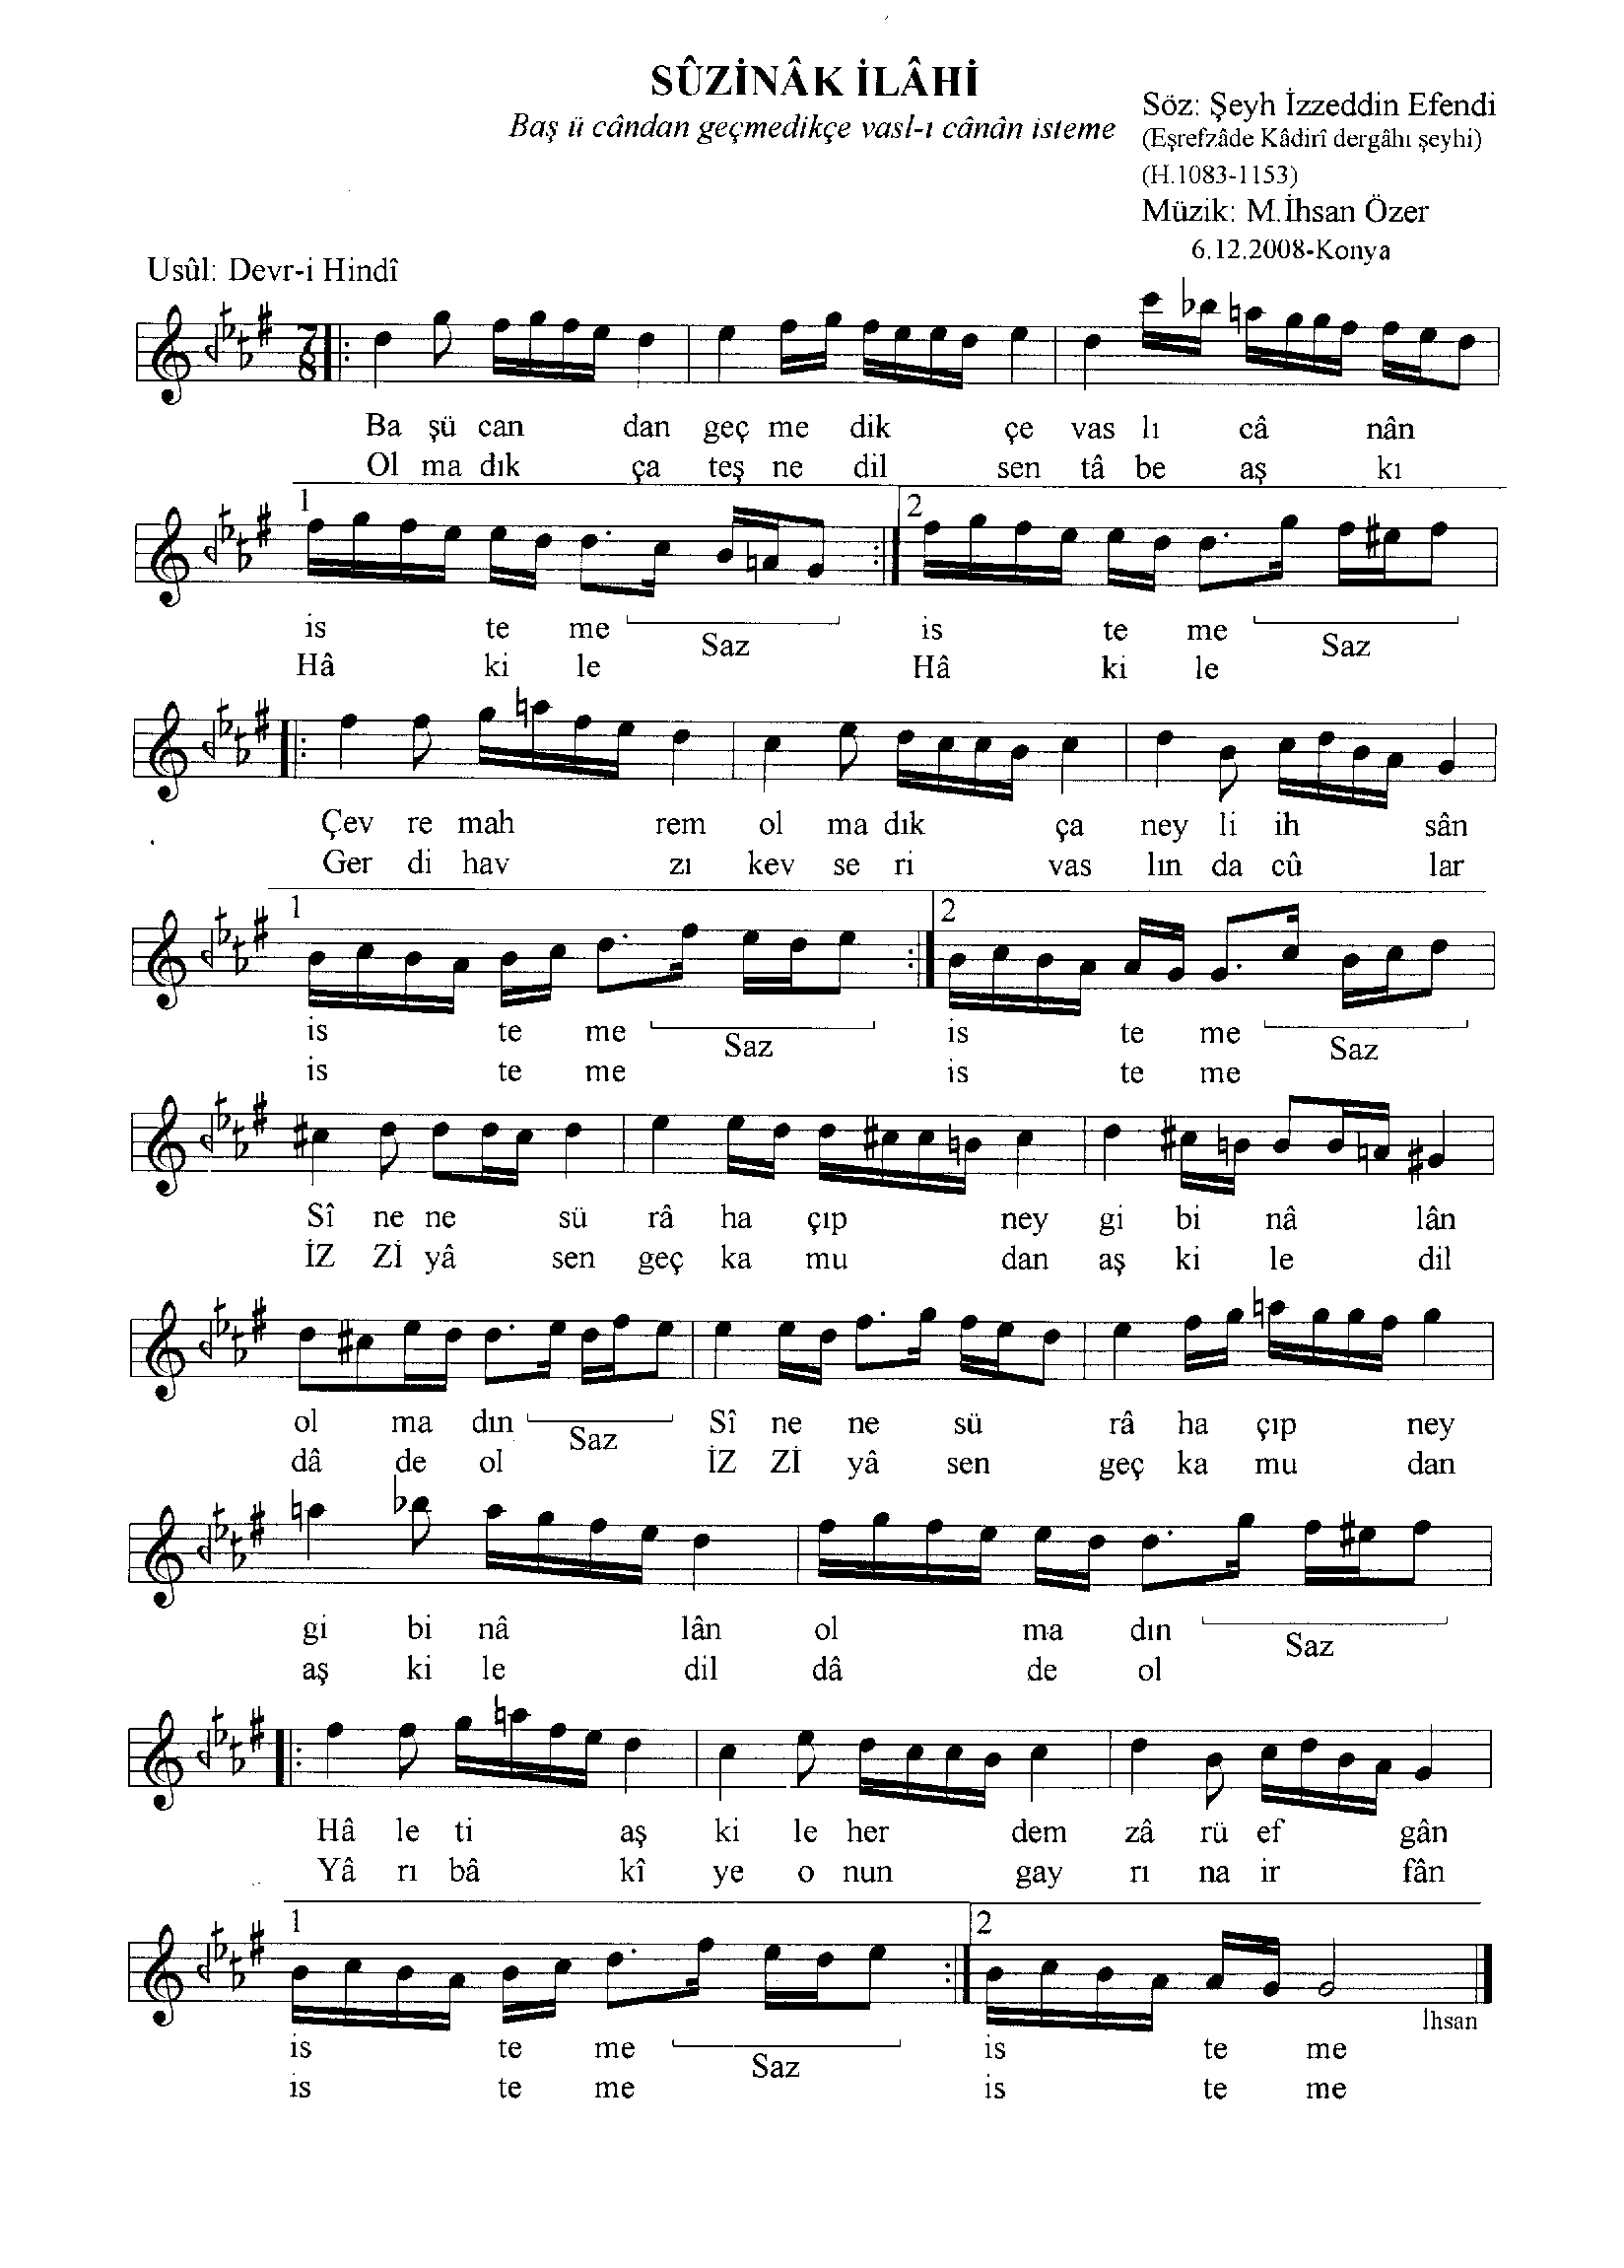 SÛZİNÂK İLÂHİ
Baş ü cândan geçmedikçe vasl-ı cânân isteme
Söz: Şeyh İzzeddin Efendi
(Eşrefzâde Kâdirî dergâhı şeyhi)
(H.1083-1153)
Müzik: M.İhsan Özer
6.12.2008-Konya
Usûl: Devr-i Hindî
7
8
Ba şü can dan geç me dik çe vas lı câ nân
Ol ma dık ça teş ne dil sen tâ be aş kı
1 2
is te me Saz is te me Saz
Hâ ki le Hâ ki le
Çev re mah rem ol ma dık ça ney li ih sân
Ger di hav zı kev se ri vas lın da cû lar
1 2
is te me Saz is te me Saz
is te me is te me
Sî ne ne sü râ ha çıp ney gi bi nâ lân
İZ Zİ yâ sen geç ka mu dan aş ki le dil
ol ma dın Saz Sî ne ne sü râ ha çıp ney
dâ de ol İZ Zİ yâ sen geç ka mu dan
gi bi nâ lân ol ma dın Saz
aş ki le dil dâ de ol
Hâ le ti aş ki le her dem zâ rü ef gân
Yâ rı bâ kî ye o nun gay rı na ir fân
1 2
İhsan
is te me Saz is te me
is te me is te me